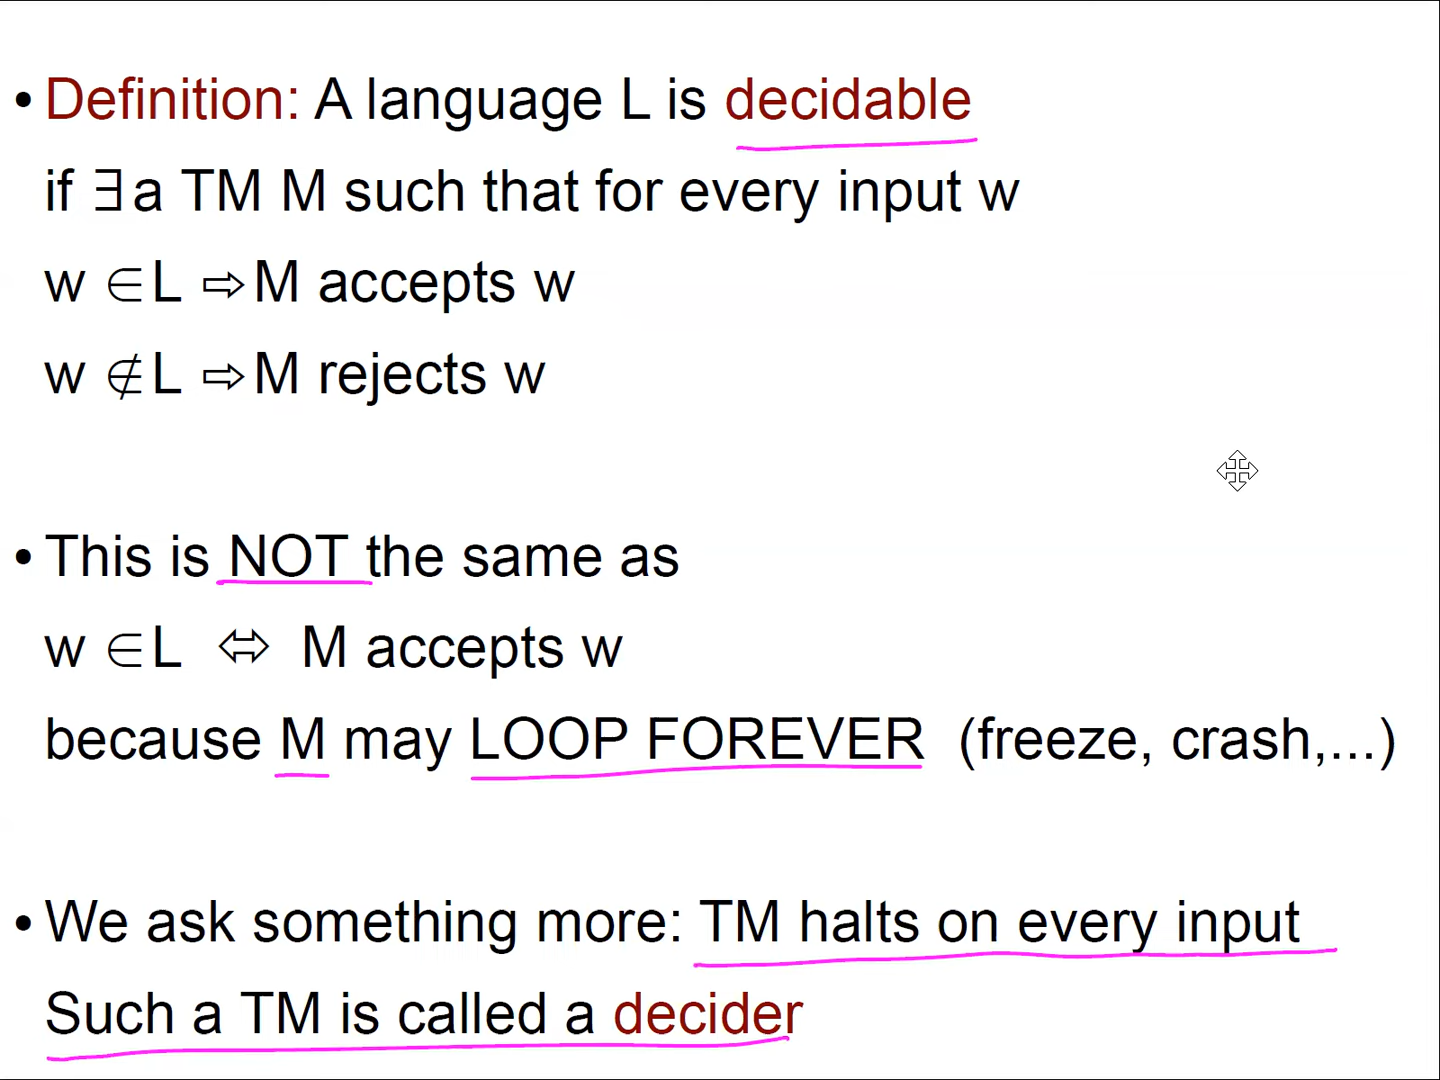 • Definition: A language L is decidable
if ∃ a TM M such that for every input w
w ∈ L ⇨ M accepts w
w ∉ L ⇨ M rejects w
• This is NOT the same as
w ∈ L ⬄ M accepts w
because M may LOOP FOREVER (freeze, crash,...)
• We ask something more: TM halts on every input
Such a TM is called a decider